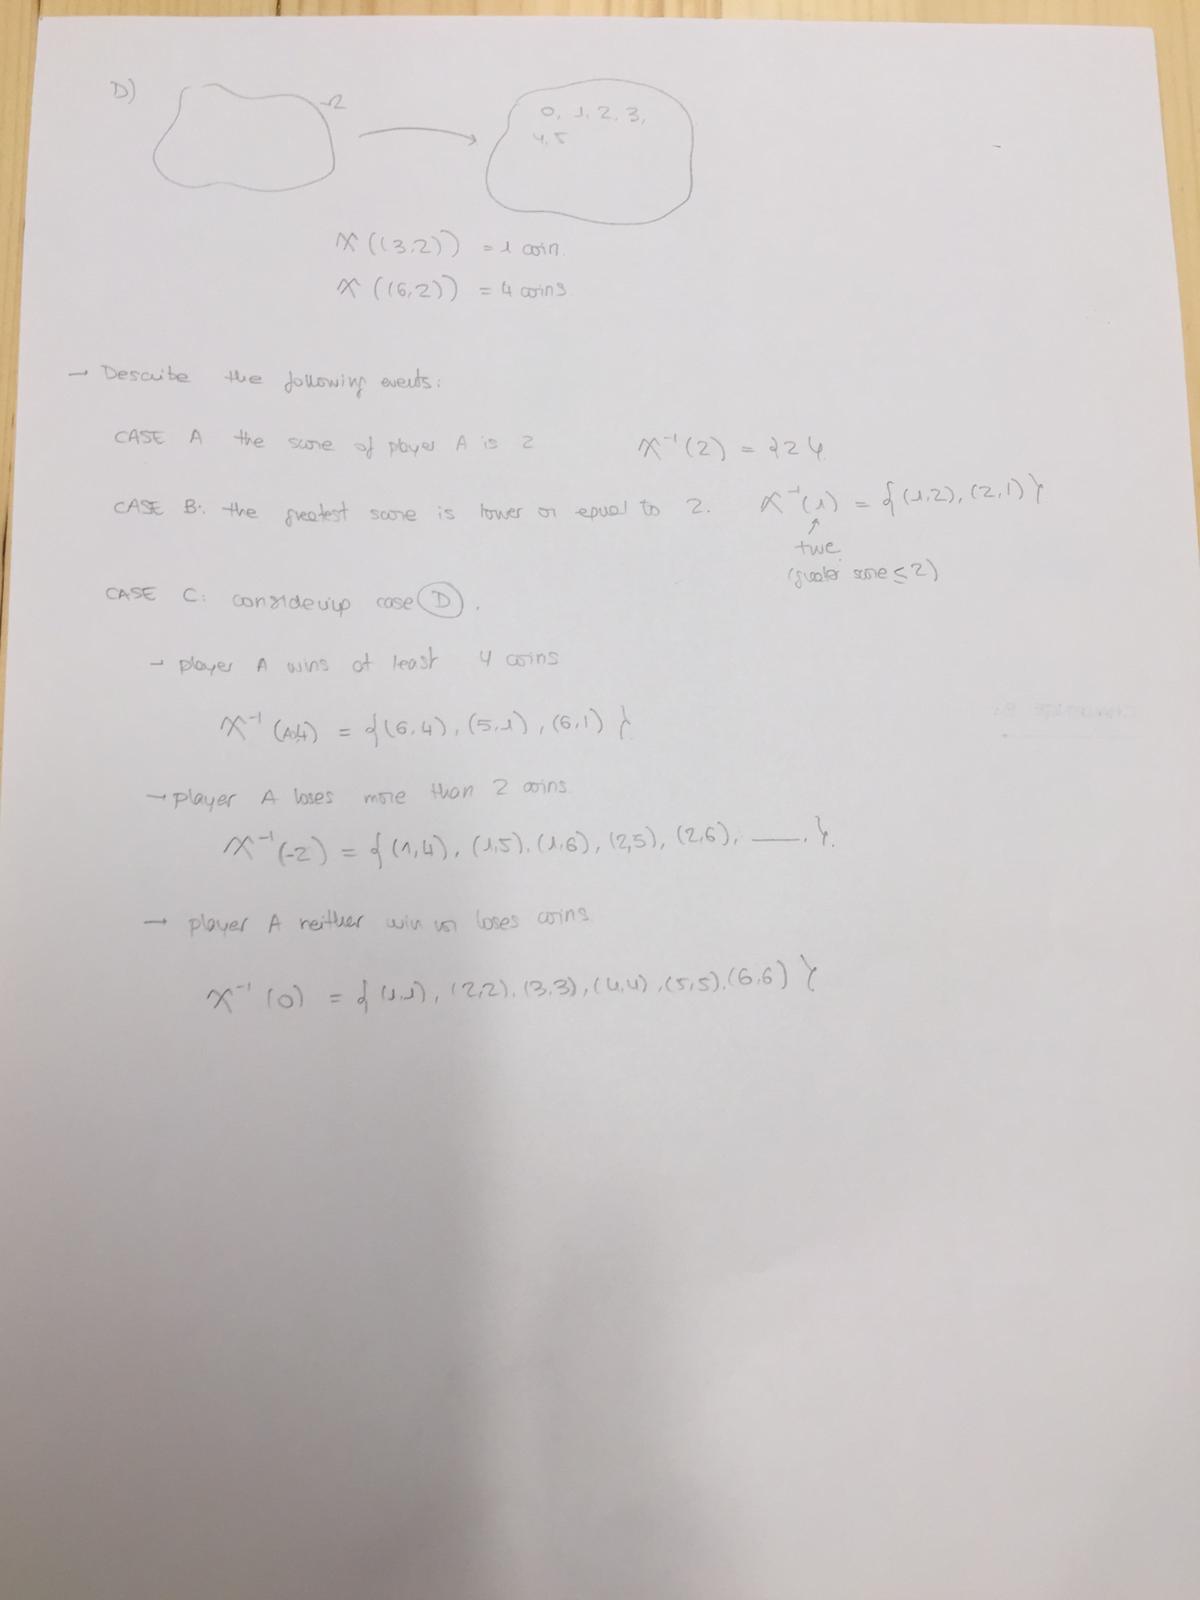 D)
Ω
0, 1, 2, 3,
4,5
X ((3,2)) = 1 coin.
X ((6,2)) = 4 coins.
→ Describe the following events:
CASE A the score of player A is 2 X⁻¹(2) = {2}.
CASE B: the greatest score is lower or equal to 2. X⁻¹(1) = {(1,2), (2,1)}
↑
true
(greater score ≤ 2)
CASE C: considering case D.
→ player A wins at least 4 coins
X⁻¹ = {(6,4), (5,1), (6,1)}
→ player A loses more than 2 coins.
X⁻¹(-2) = {(1,4), (1,5), (1,6), (2,5), (2,6), ——. }.
→ player A neither win or loses coins
X⁻¹(0) = {(1,1), (2,2), (3,3), (4,4), (5,5), (6,6)}